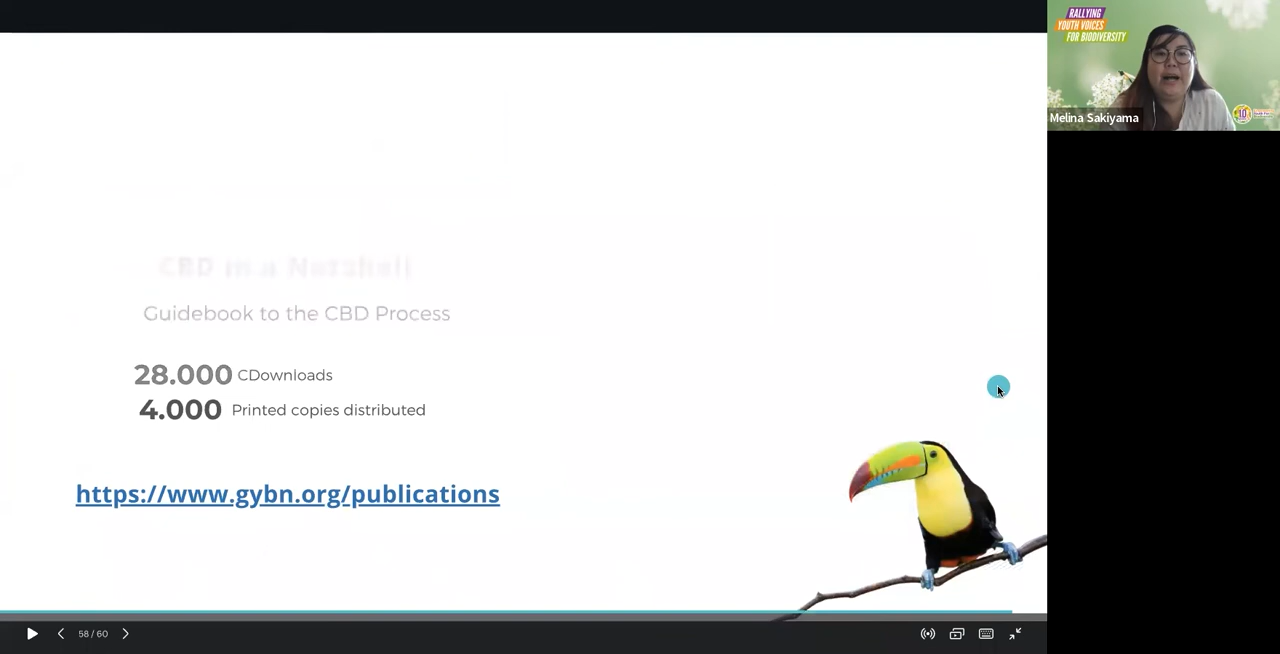 CBD in a Nutshell
Guidebook to the CBD Process
28.000 CDownloads
4.000 Printed copies distributed
https://www.gybn.org/publications
58 / 60
RALLYING
YOUTH VOICES
FOR BIODIVERSITY
Melina Sakiyama
10